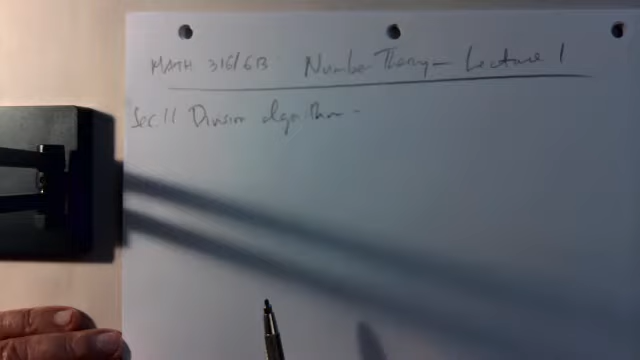 MATH 316/613 Number Theory - Lecture 1
Sec 1.1 Division algorithm -